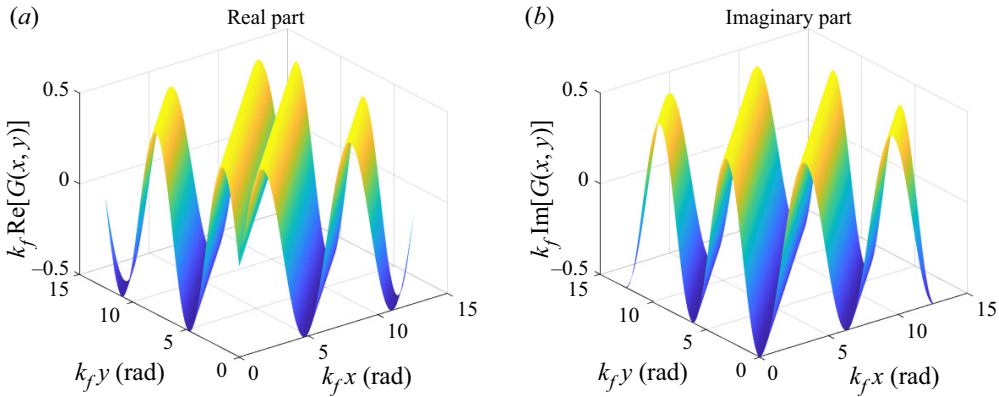 (a) Real part
k_f Re[G(x, y)]
0.5
0
–0.5
15
10
5
0
k_f y (rad)
0
5
10
15
k_f x (rad)
(b) Imaginary part
k_f Im[G(x, y)]
0.5
0
–0.5
15
10
5
0
k_f y (rad)
0
5
10
15
k_f x (rad)